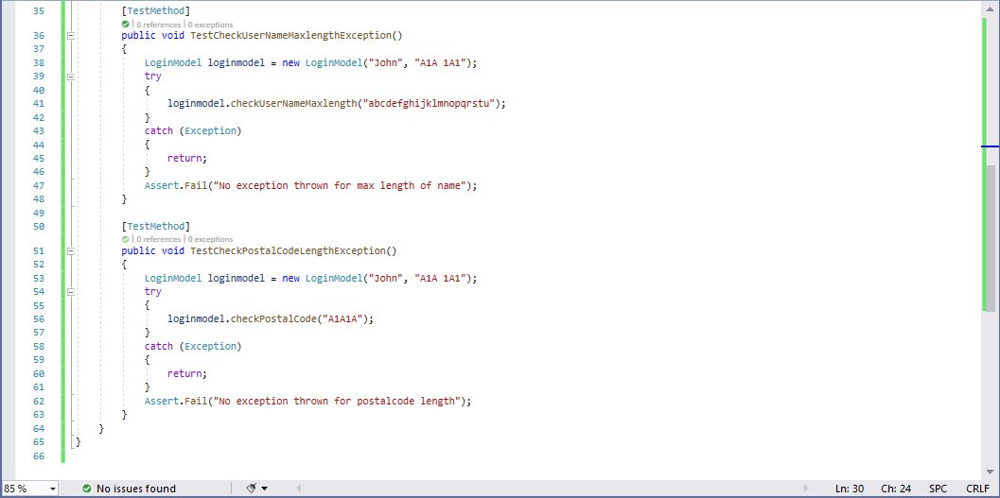 35 [TestMethod]
0 references | 0 exceptions
36 public void TestCheckUserNameMaxlengthException()
37 {
38 LoginModel loginmodel = new LoginModel("John", "A1A 1A1");
39 try
40 {
41 loginmodel.checkUserNameMaxlength("abcdefghijklmnopqrstu");
42 }
43 catch (Exception)
44 {
45 return;
46 }
47 Assert.Fail("No exception thrown for max length of name");
48 }
49
50 [TestMethod]
0 references | 0 exceptions
51 public void TestCheckPostalCodeLengthException()
52 {
53 LoginModel loginmodel = new LoginModel("John", "A1A 1A1");
54 try
55 {
56 loginmodel.checkPostalCode("A1A1A");
57 }
58 catch (Exception)
59 {
60 return;
61 }
62 Assert.Fail("No exception thrown for postalcode length");
63 }
64 }
65 }
66
85 % No issues found Ln: 30 Ch: 24 SPC CRLF